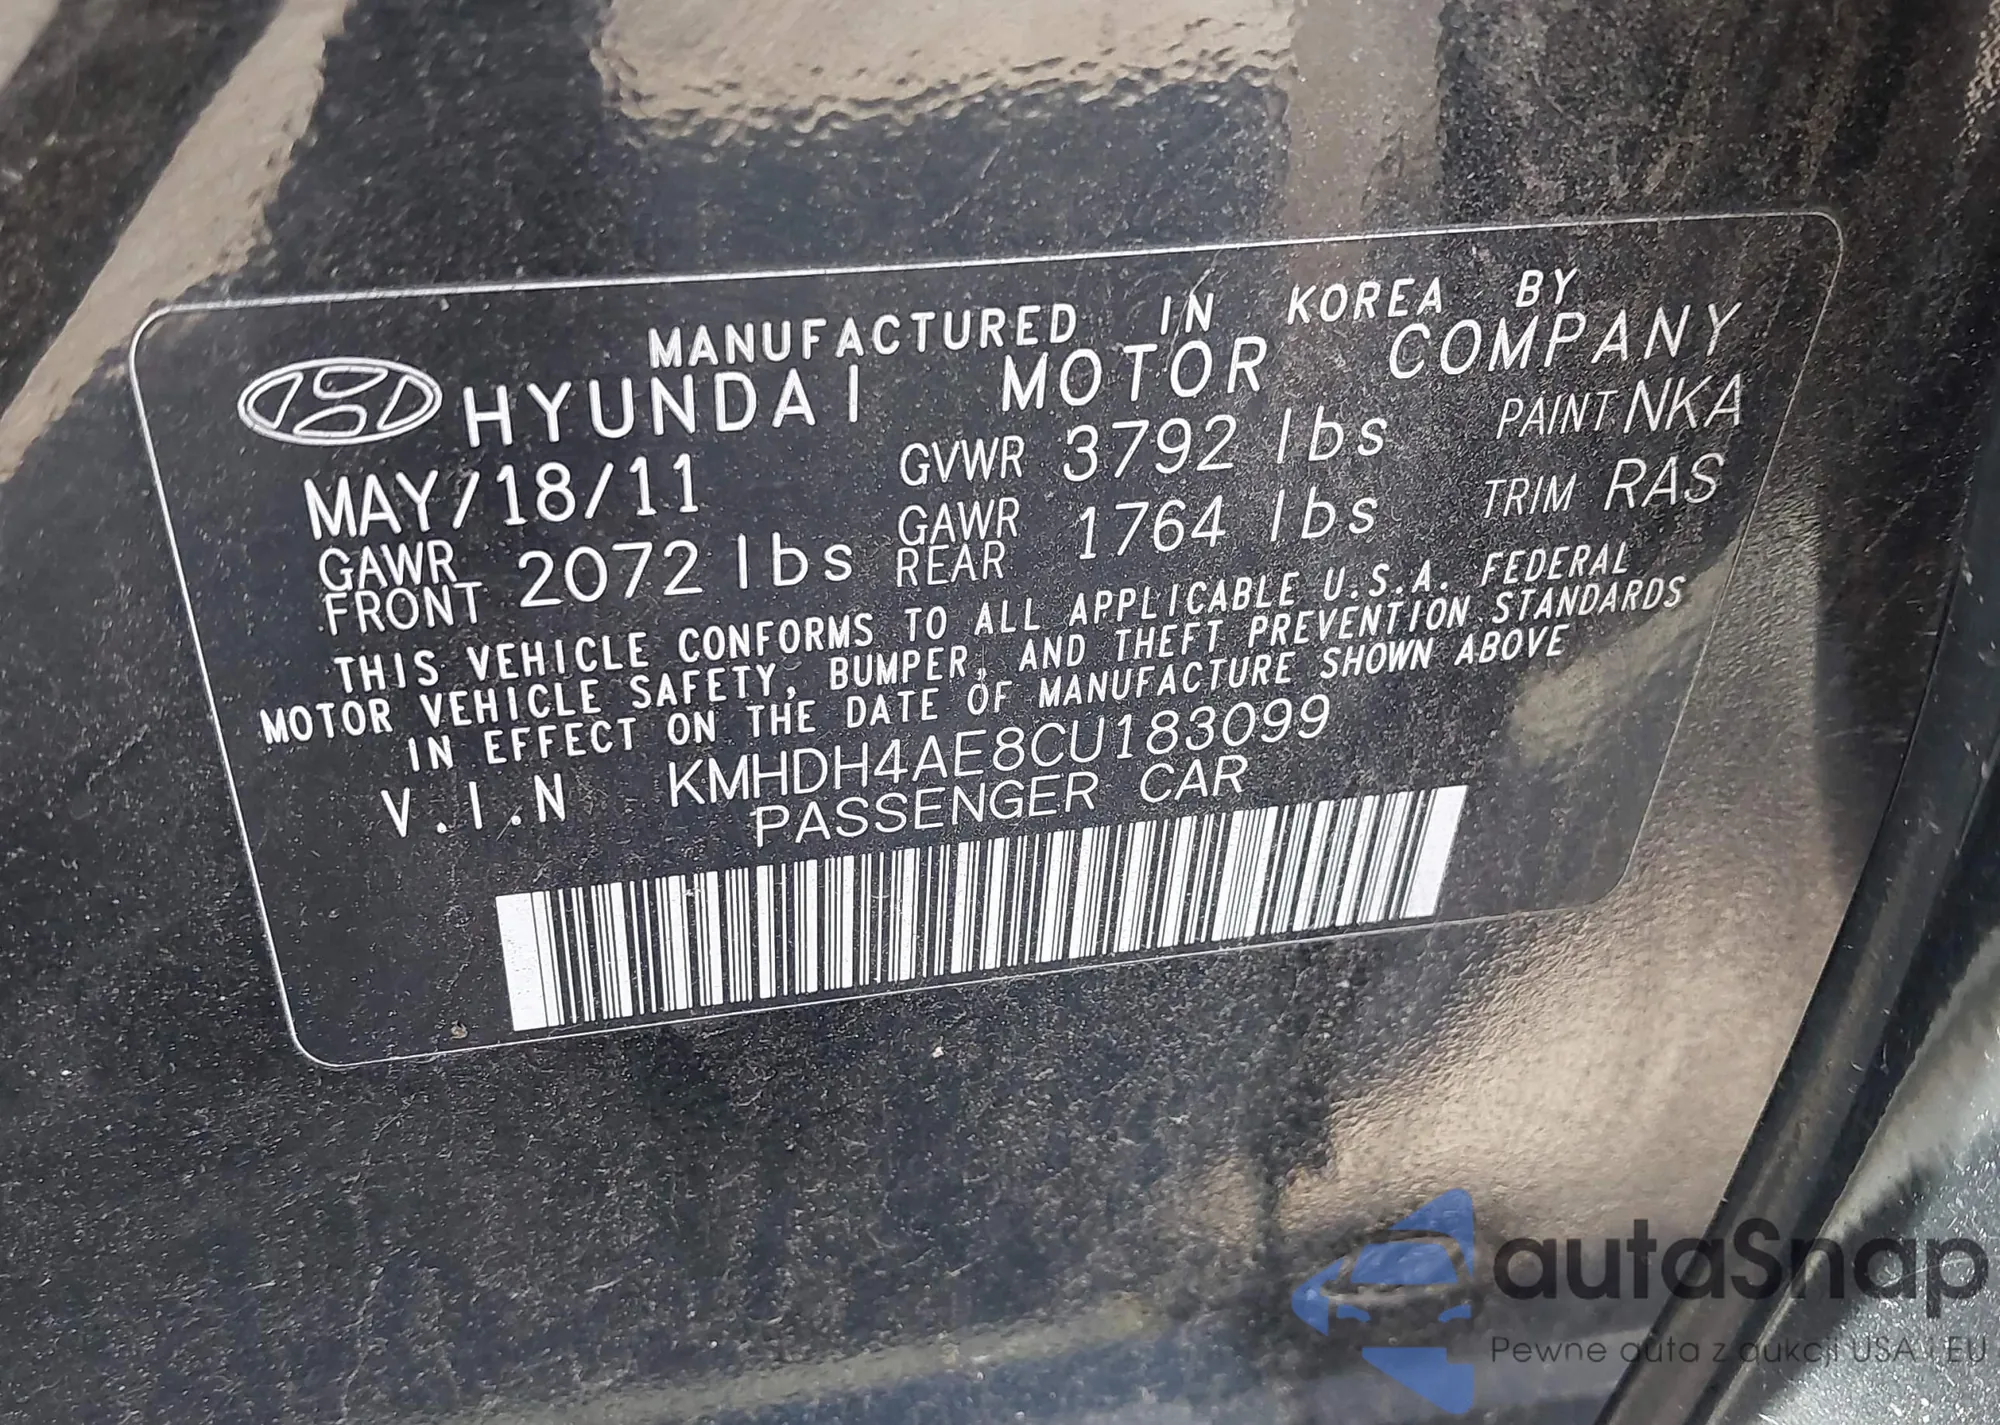 MANUFACTURED IN KOREA BY
HYUNDAI MOTOR COMPANY
MAY/18/11 GVWR 3792 lbs PAINT NKA
GAWR FRONT 2072 lbs GAWR REAR 1764 lbs TRIM RAS
THIS VEHICLE CONFORMS TO ALL APPLICABLE U.S.A. FEDERAL
MOTOR VEHICLE SAFETY, BUMPER, AND THEFT PREVENTION STANDARDS
IN EFFECT ON THE DATE OF MANUFACTURE SHOWN ABOVE
V.I.N KMHDH4AE8CU183099
PASSENGER CAR
autoSnap
Pewne auta z aukcji USA i EU